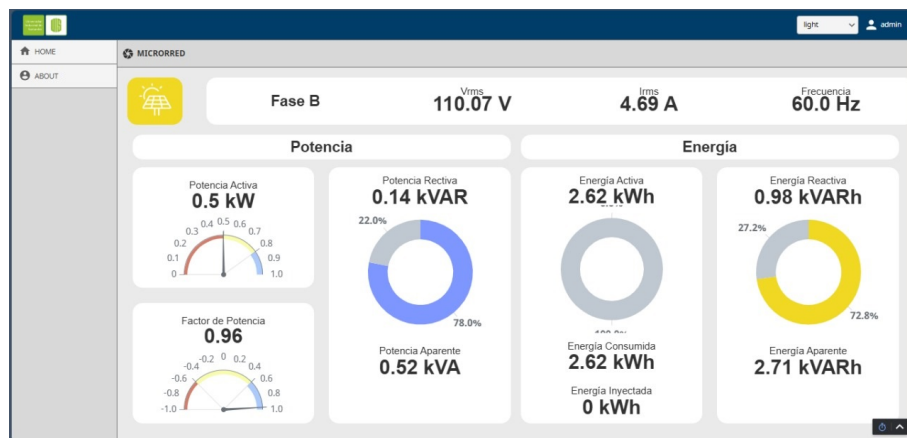 light
admin
HOME
MICRORRED
ABOUT
Fase B
Vrms
110.07 V
Irms
4.69 A
Frecuencia
60.0 Hz
Potencia
Energía
Potencia Activa
0.5 kW
0
0.1
0.2
0.3
0.4
0.5
0.6
0.7
0.8
0.9
1.0
Factor de Potencia
0.96
-1.0
-0.8
-0.6
-0.4
-0.2
0
0.2
0.4
0.6
0.8
1.0
Potencia Rectiva
0.14 kVAR
22.0%
78.0%
Potencia Aparente
0.52 kVA
Energía Activa
2.62 kWh
Energía Consumida
2.62 kWh
Energía Inyectada
0 kWh
Energía Reactiva
0.98 kVARh
27.2%
72.8%
Energía Aparente
2.71 kVARh